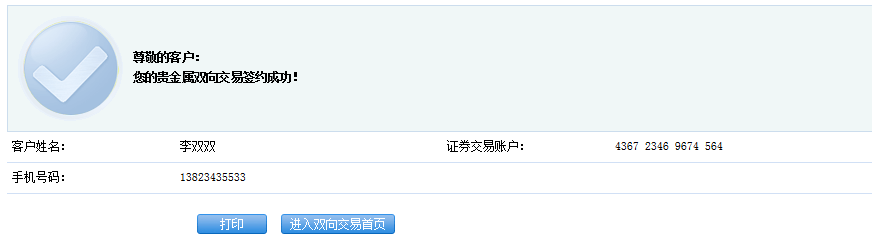 尊敬的客户：
您的贵金属双向交易签约成功！
客户姓名： 李双双 证券交易账户： 4367 2346 9674 564
手机号码： 13823435533
打印 进入双向交易首页